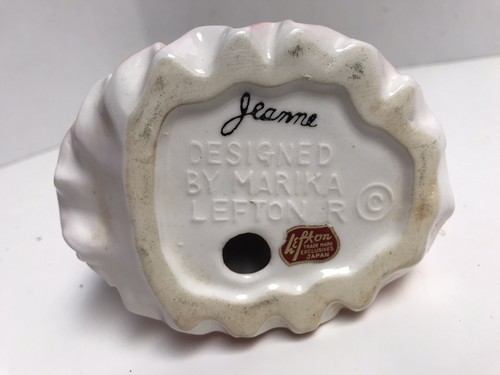 Jeanne
DESIGNED
BY MARIKA
LEFTON R ©
Lefton
TRADE MARK
EXCLUSIVES
JAPAN